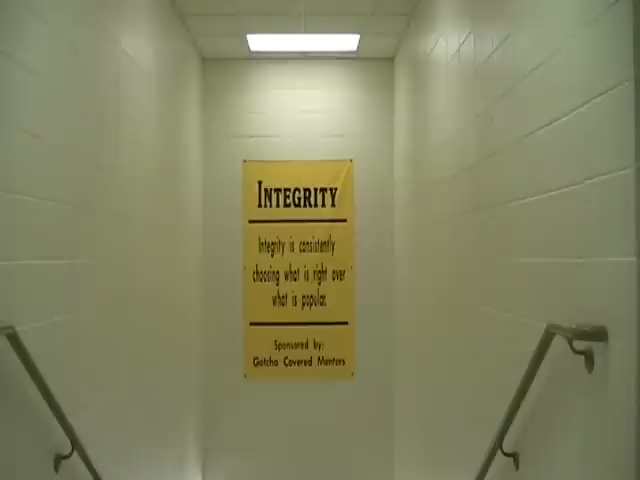 INTEGRITY
Integrity is consistently
choosing what is right over
what is popular.
Sponsored by:
Gotcha Covered Mentors